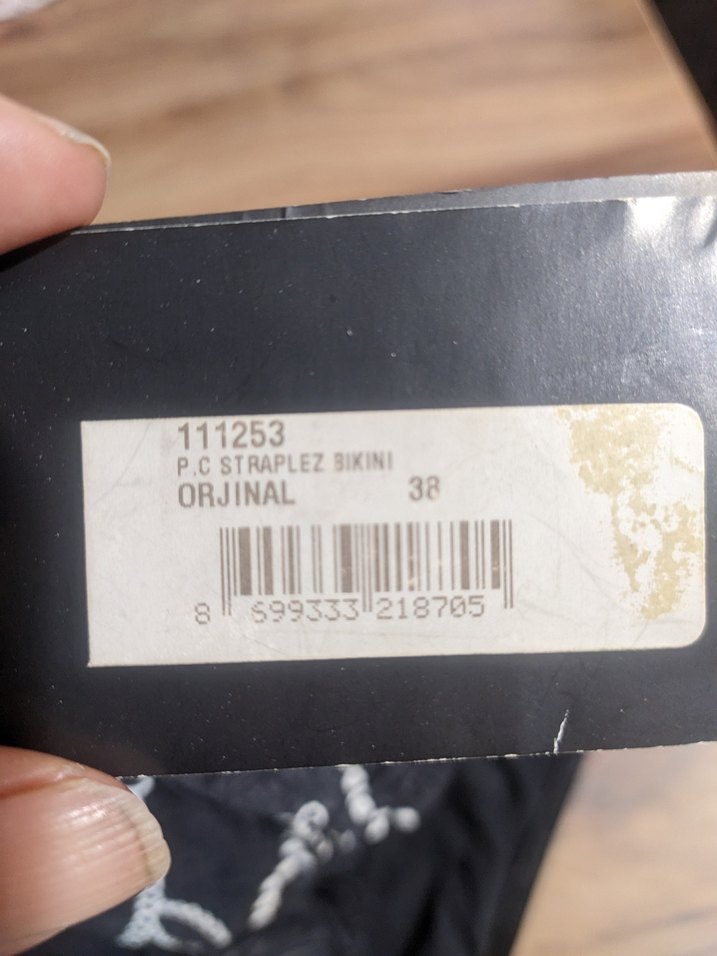 111253
P.C STRAPLEZ BIKINI
ORJINAL 38
8 699333 218705